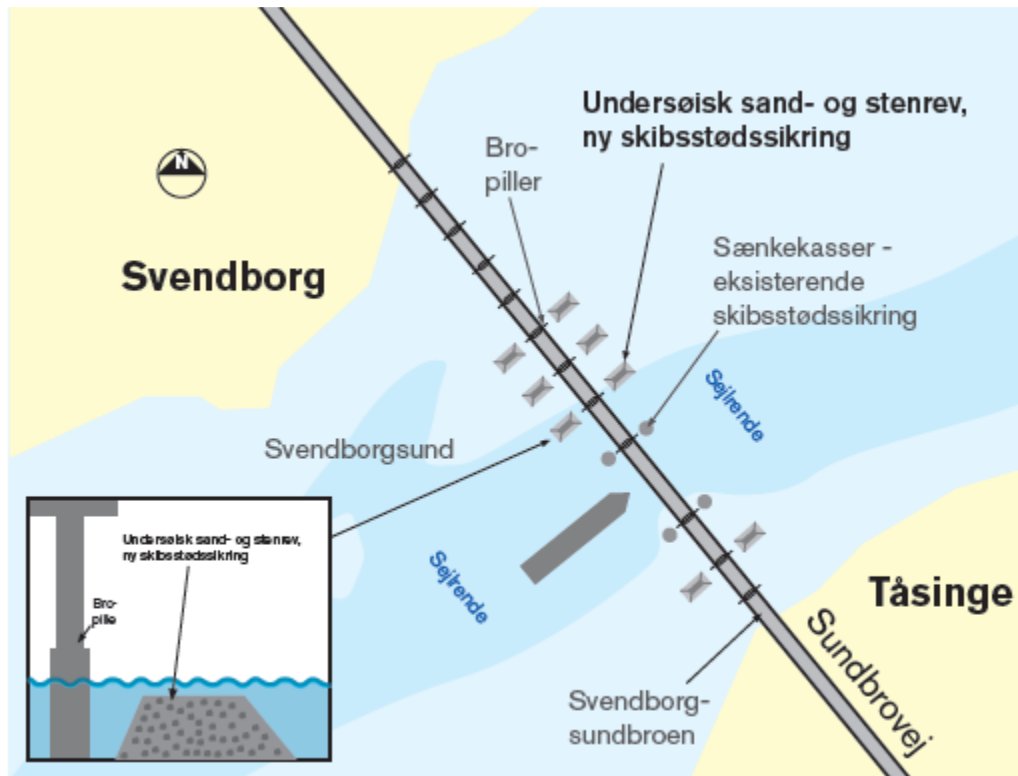 Undersøisk sand- og stenrev,
ny skibsstødssikring
Bro-
piller
N
Sænkekasser -
eksisterende
skibsstødssikring
Svendborg
Sejlrende
Svendborgsund
Undersøisk sand- og stenrev,
ny skibsstødssikring
Bro-
pille
Sejlrende
Tåsinge
Sundbrovej
Svendborg-
sundbroen